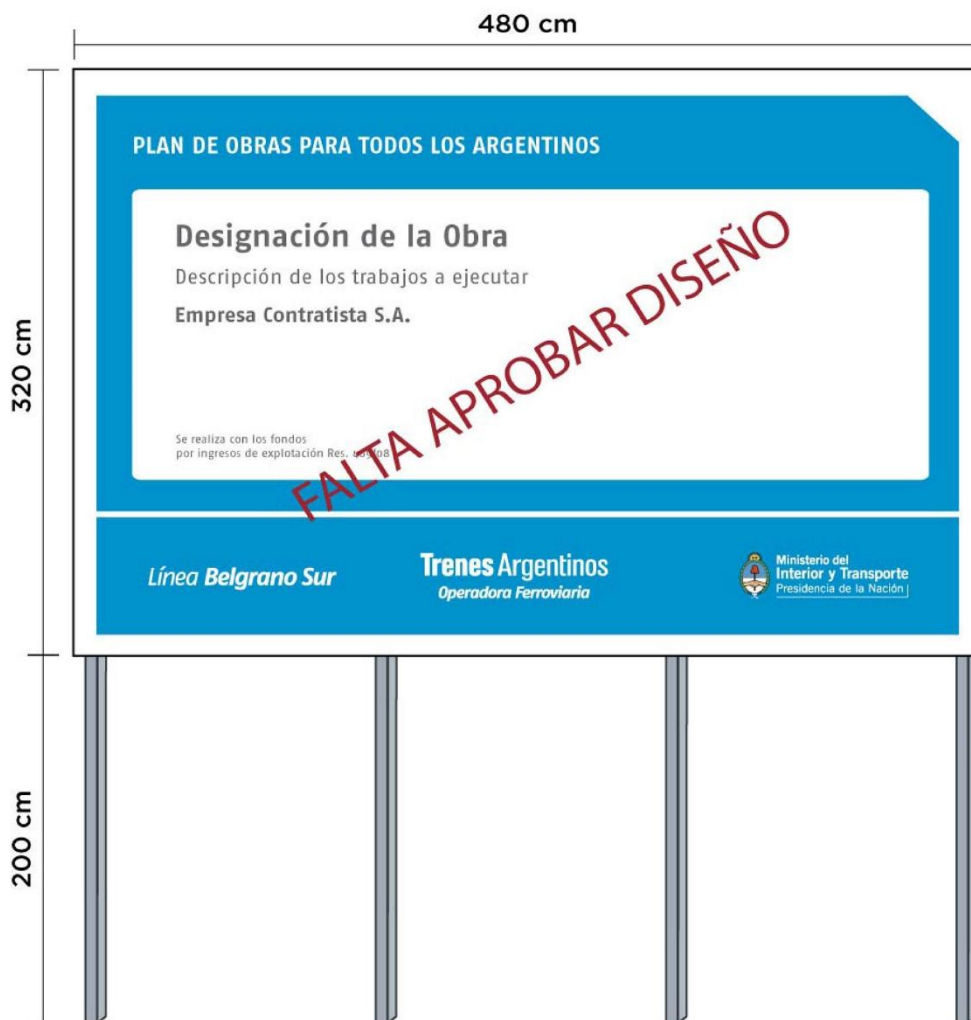 480 cm
PLAN DE OBRAS PARA TODOS LOS ARGENTINOS
Designación de la Obra
Descripción de los trabajos a ejecutar
Empresa Contratista S.A.
FALTA APROBAR DISEÑO
320 cm
Se realiza con los fondos
por ingresos de explotación Res.
Línea Belgrano Sur
Trenes Argentinos
Operadora Ferroviaria
Ministerio del
Interior y Transporte
Presidencia de la Nación
200 cm